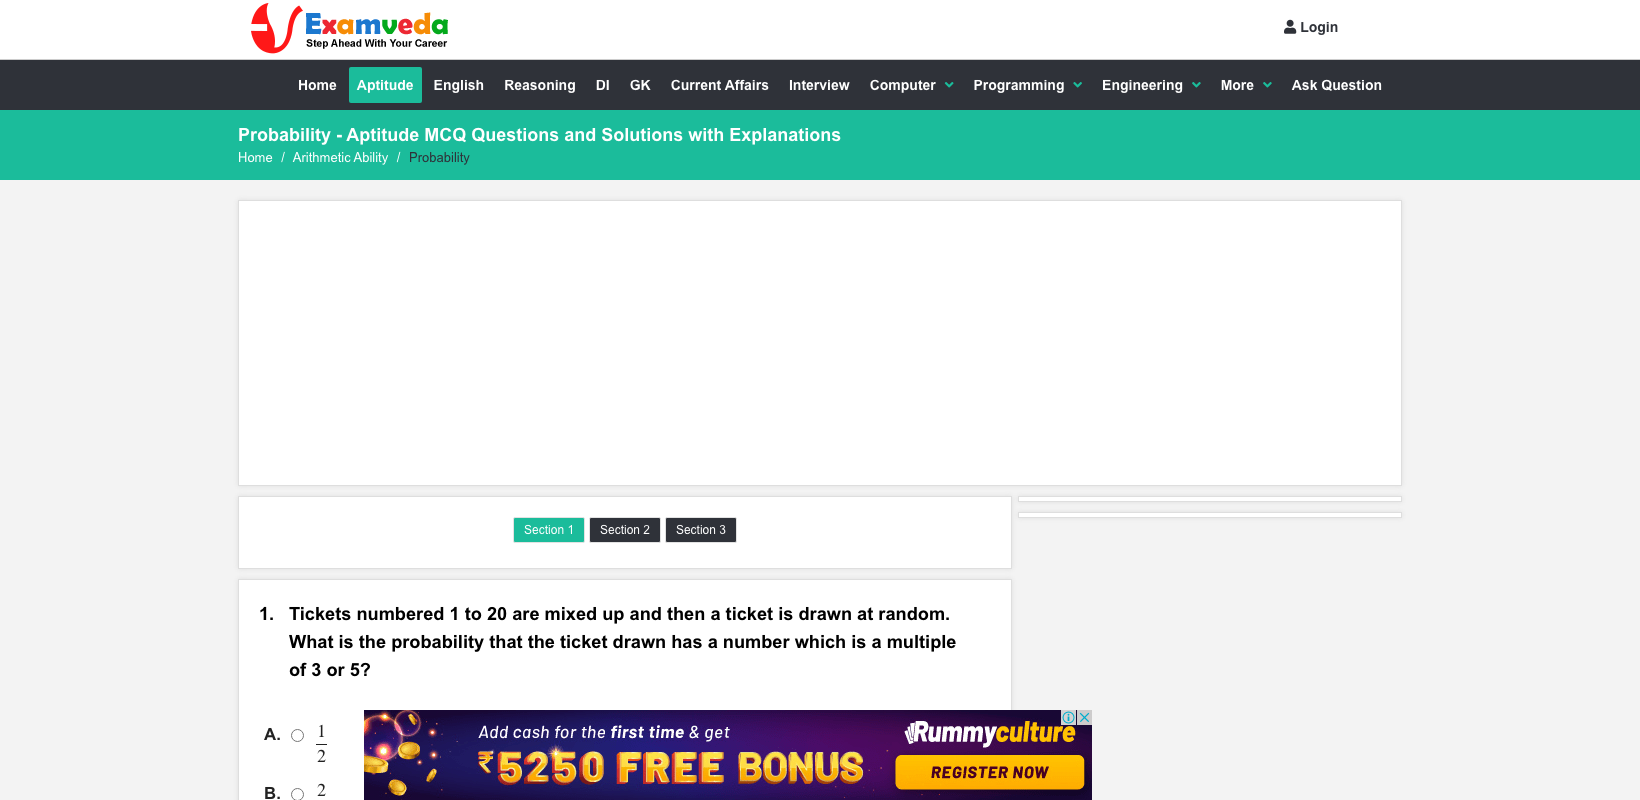 Examveda
Step Ahead With Your Career
Login
Home Aptitude English Reasoning DI GK Current Affairs Interview Computer Programming Engineering More Ask Question
Probability - Aptitude MCQ Questions and Solutions with Explanations
Home / Arithmetic Ability / Probability
Section 1 Section 2 Section 3
1. Tickets numbered 1 to 20 are mixed up and then a ticket is drawn at random.
What is the probability that the ticket drawn has a number which is a multiple
of 3 or 5?
A. 1
2
B. 2
Add cash for the first time & get
₹5250 FREE BONUS
Rummyculture
REGISTER NOW